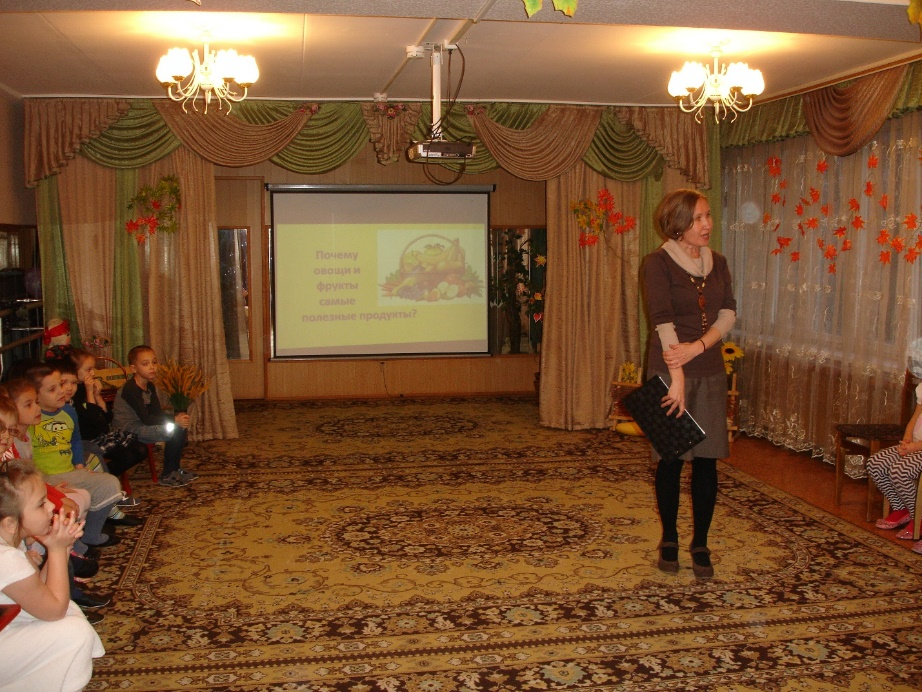 Почему
овощи и
фрукты
самые
полезные продукты?